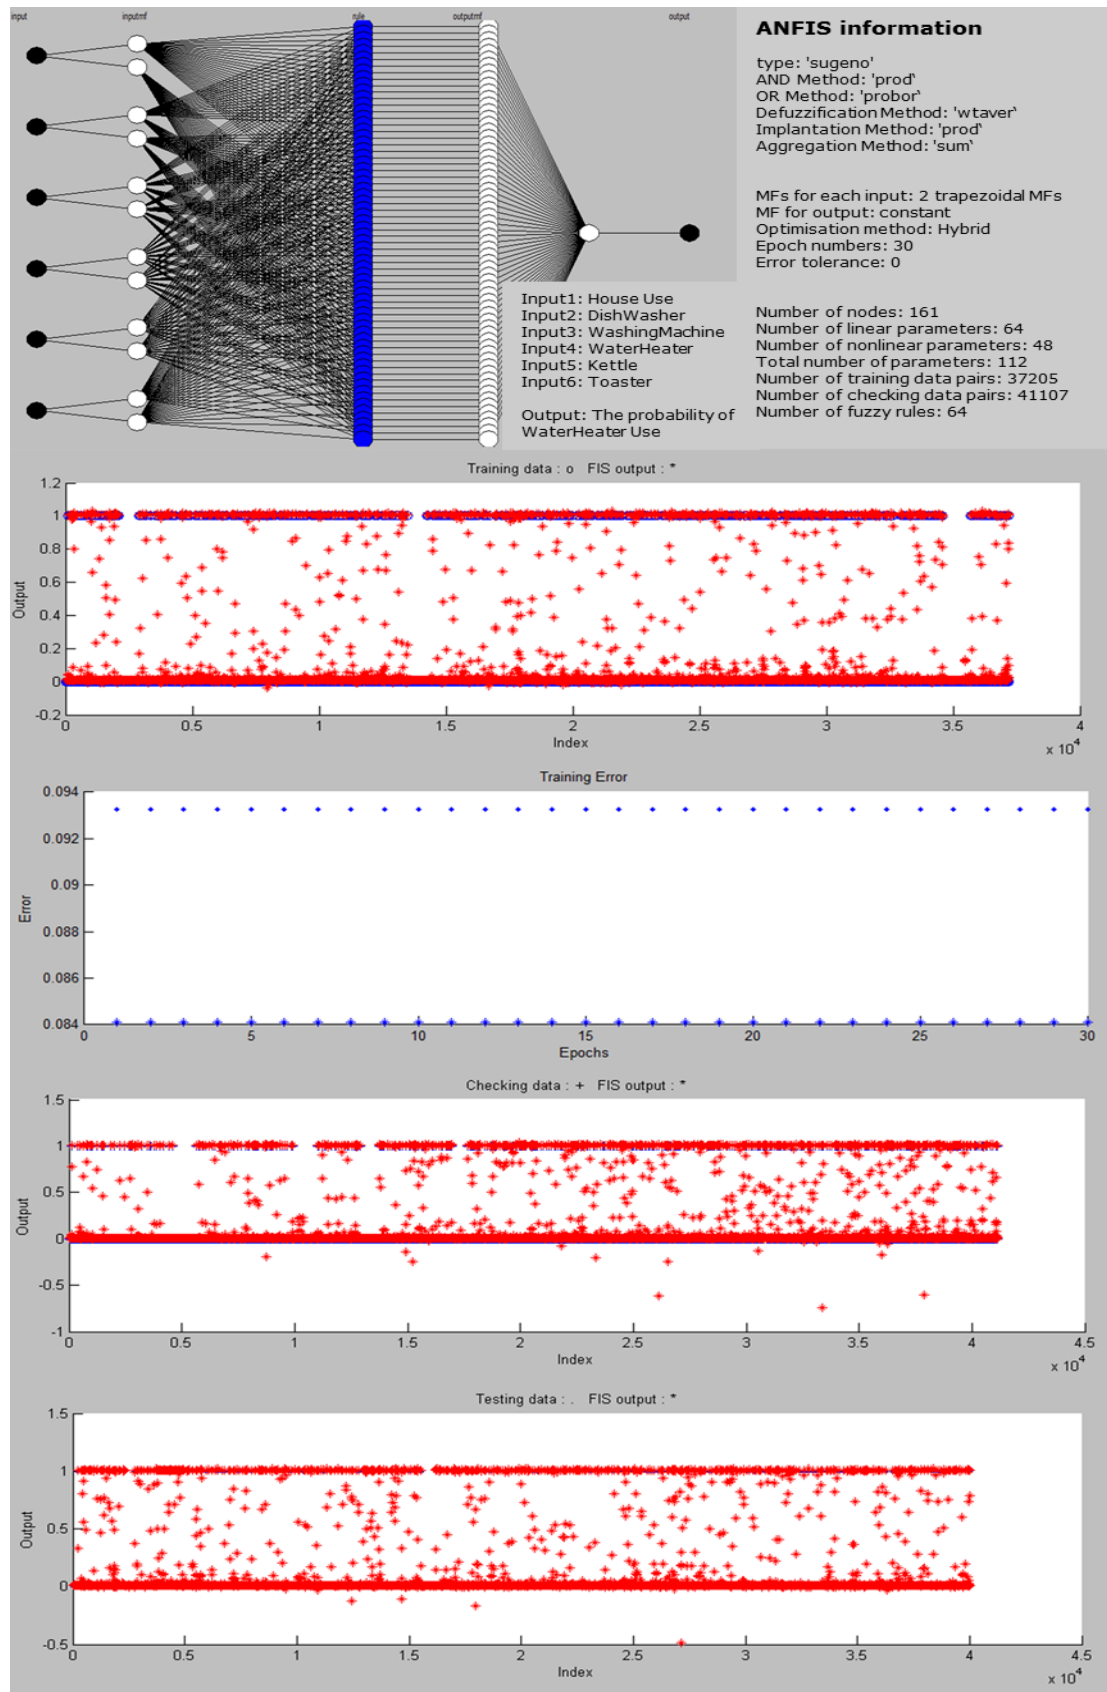 input inputmf rule outputmf output
ANFIS information
type: 'sugeno'
AND Method: 'prod'
OR Method: 'probor'
Defuzzification Method: 'wtaver'
Implantation Method: 'prod'
Aggregation Method: 'sum'
MFs for each input: 2 trapezoidal MFs
MF for output: constant
Optimisation method: Hybrid
Epoch numbers: 30
Error tolerance: 0
Number of nodes: 161
Number of linear parameters: 64
Number of nonlinear parameters: 48
Total number of parameters: 112
Number of training data pairs: 37205
Number of checking data pairs: 41107
Number of fuzzy rules: 64
Input1: House Use
Input2: DishWasher
Input3: WashingMachine
Input4: WaterHeater
Input5: Kettle
Input6: Toaster
Output: The probability of
WaterHeater Use
Training data : o FIS output : *
1.2
1
0.8
0.6
0.4
0.2
0
-0.2
Output
0 0.5 1 1.5 2 2.5 3 3.5 4
Index
x 10^4
Training Error
0.094
0.092
0.09
0.088
0.086
0.084
Error
0 5 10 15 20 25 30
Epochs
Checking data : + FIS output : *
1.5
1
0.5
0
-0.5
-1
Output
0 0.5 1 1.5 2 2.5 3 3.5 4 4.5
Index
x 10^4
Testing data : . FIS output : *
1.5
1
0.5
0
-0.5
Output
0 0.5 1 1.5 2 2.5 3 3.5 4 4.5
Index
x 10^4